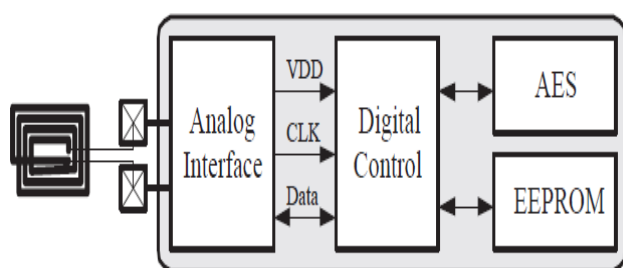 Analog
Interface
VDD
CLK
Data
Digital
Control
AES
EEPROM